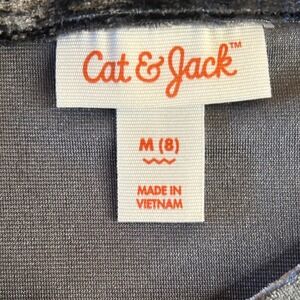 Cat & Jack™
M (8)
MADE IN
VIETNAM